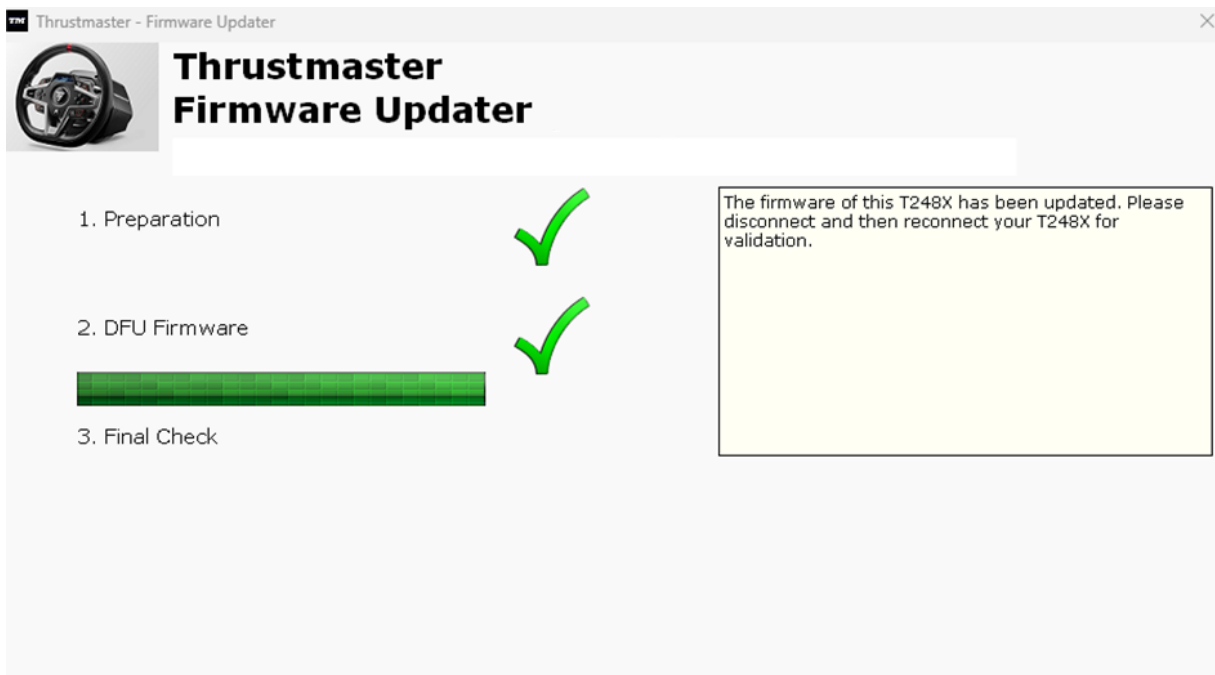 TM Thrustmaster - Firmware Updater
Thrustmaster
Firmware Updater
1. Preparation
2. DFU Firmware
3. Final Check
The firmware of this T248X has been updated. Please
disconnect and then reconnect your T248X for
validation.